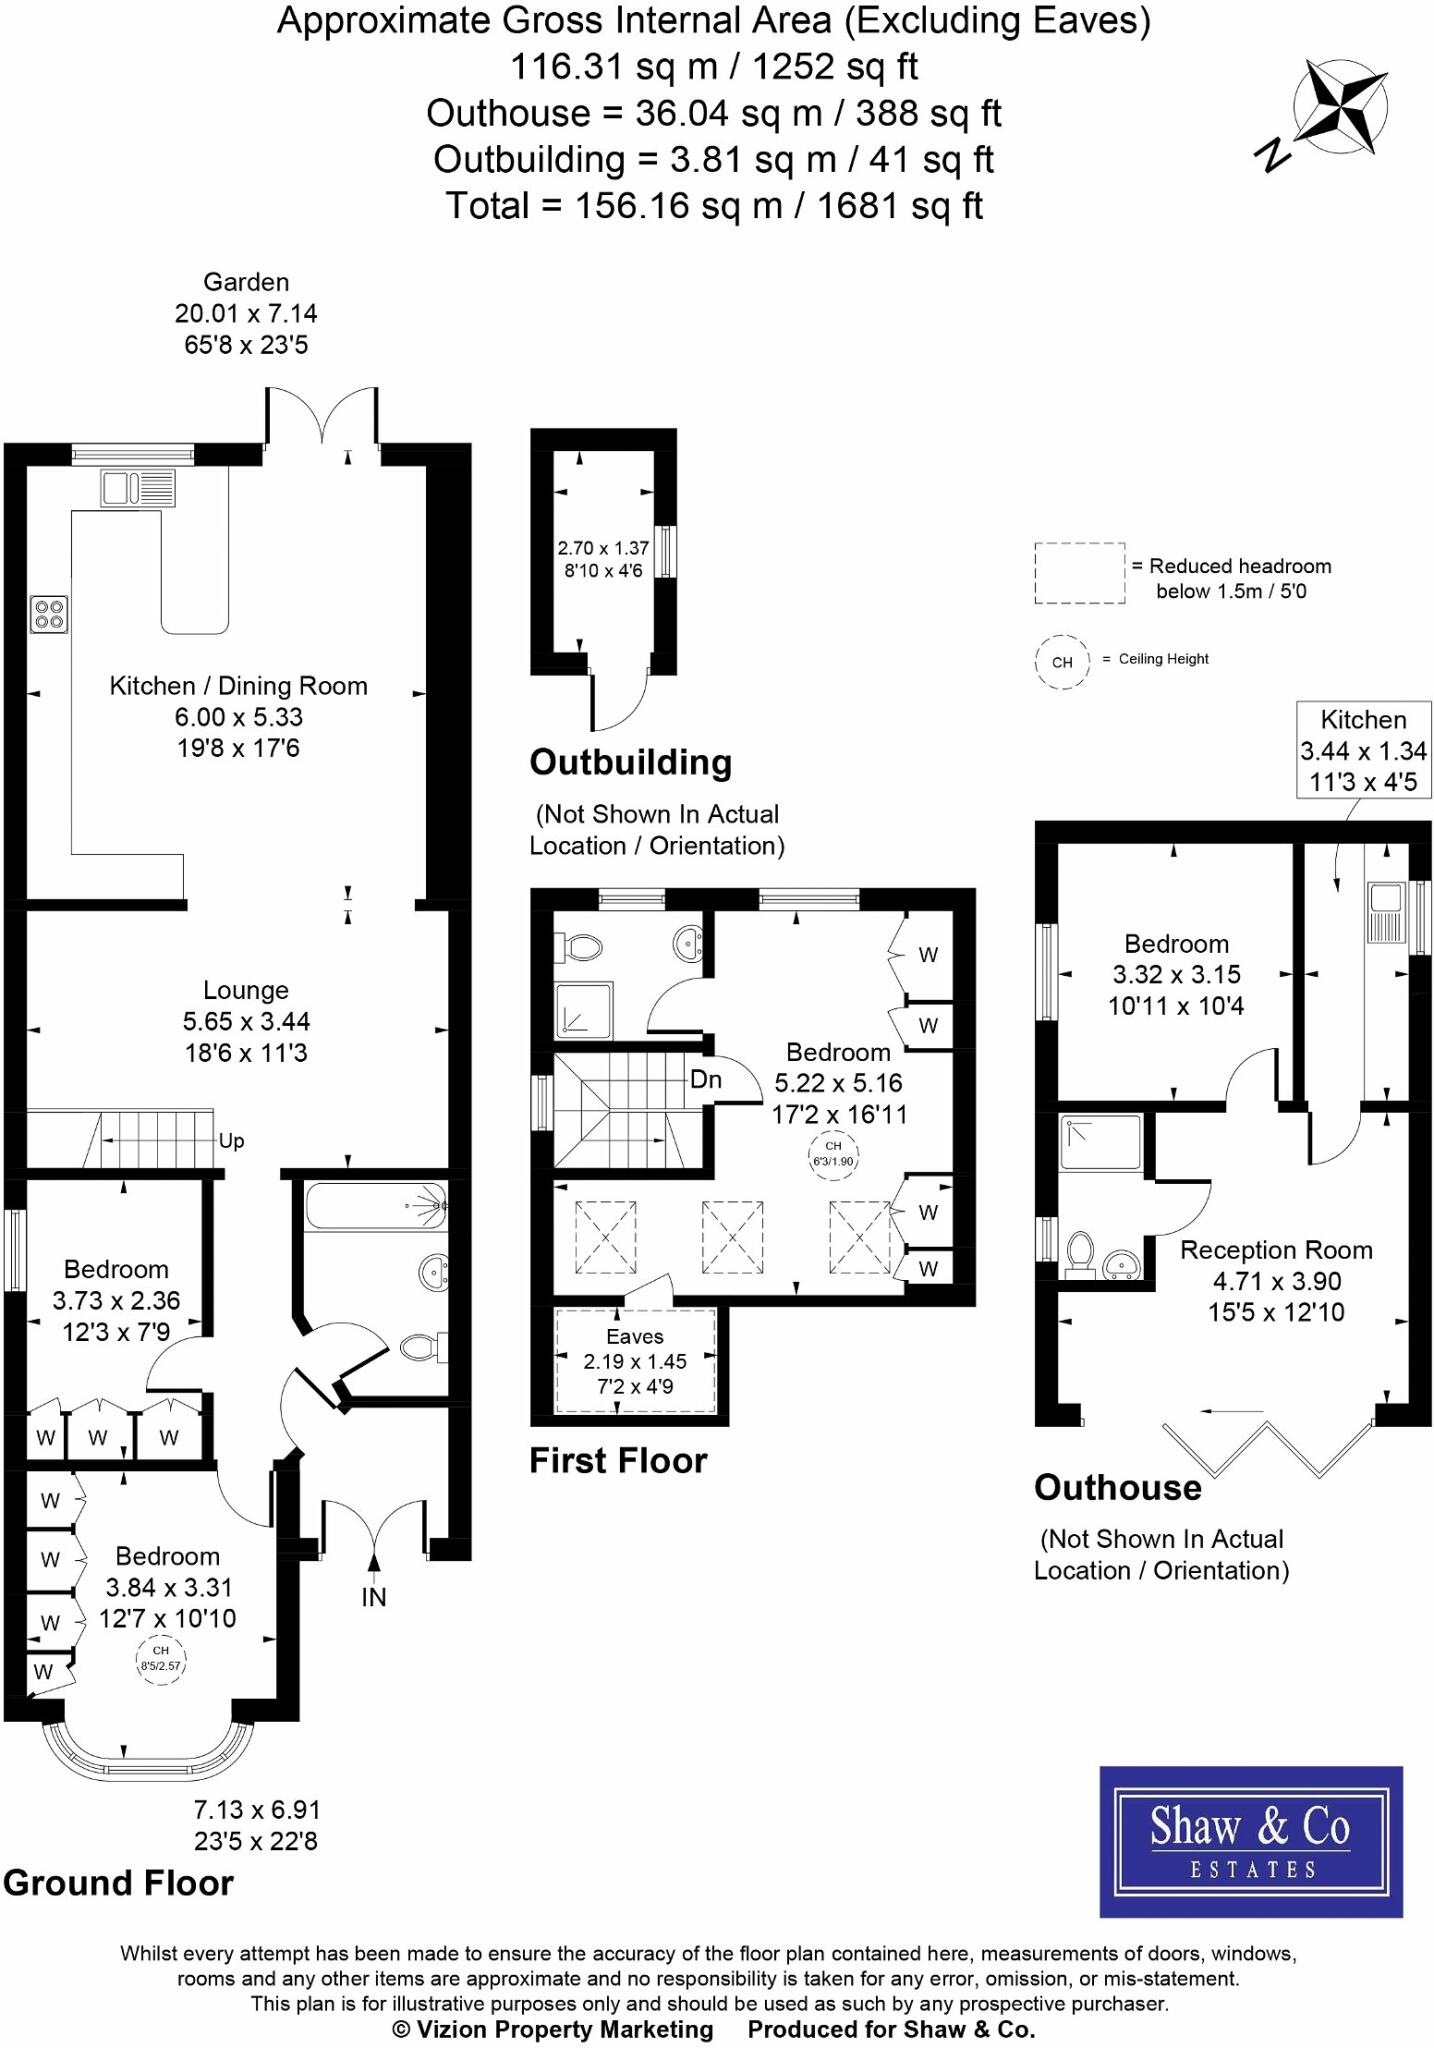 Approximate Gross Internal Area (Excluding Eaves)
116.31 sq m / 1252 sq ft
Outhouse = 36.04 sq m / 388 sq ft
Outbuilding = 3.81 sq m / 41 sq ft
Total = 156.16 sq m / 1681 sq ft
N
Garden
20.01 x 7.14
65'8 x 23'5
Kitchen / Dining Room
6.00 x 5.33
19'8 x 17'6
Lounge
5.65 x 3.44
18'6 x 11'3
Up
Bedroom
3.73 x 2.36
12'3 x 7'9
W
W
W
W
W
W
W
Bedroom
3.84 x 3.31
12'7 x 10'10
CH
8'5/2.57
IN
7.13 x 6.91
23'5 x 22'8
Ground Floor
2.70 x 1.37
8'10 x 4'6
Outbuilding
(Not Shown In Actual
Location / Orientation)
W
W
Bedroom
5.22 x 5.16
17'2 x 16'11
CH
6'3/1.90
Dn
W
W
Eaves
2.19 x 1.45
7'2 x 4'9
First Floor
= Reduced headroom
below 1.5m / 5'0
CH
= Ceiling Height
Kitchen
3.44 x 1.34
11'3 x 4'5
Bedroom
3.32 x 3.15
10'11 x 10'4
Reception Room
4.71 x 3.90
15'5 x 12'10
Outhouse
(Not Shown In Actual
Location / Orientation)
Shaw & Co
ESTATES
Whilst every attempt has been made to ensure the accuracy of the floor plan contained here, measurements of doors, windows,
rooms and any other items are approximate and no responsibility is taken for any error, omission, or mis-statement.
This plan is for illustrative purposes only and should be used as such by any prospective purchaser.
© Vizion Property Marketing Produced for Shaw & Co.